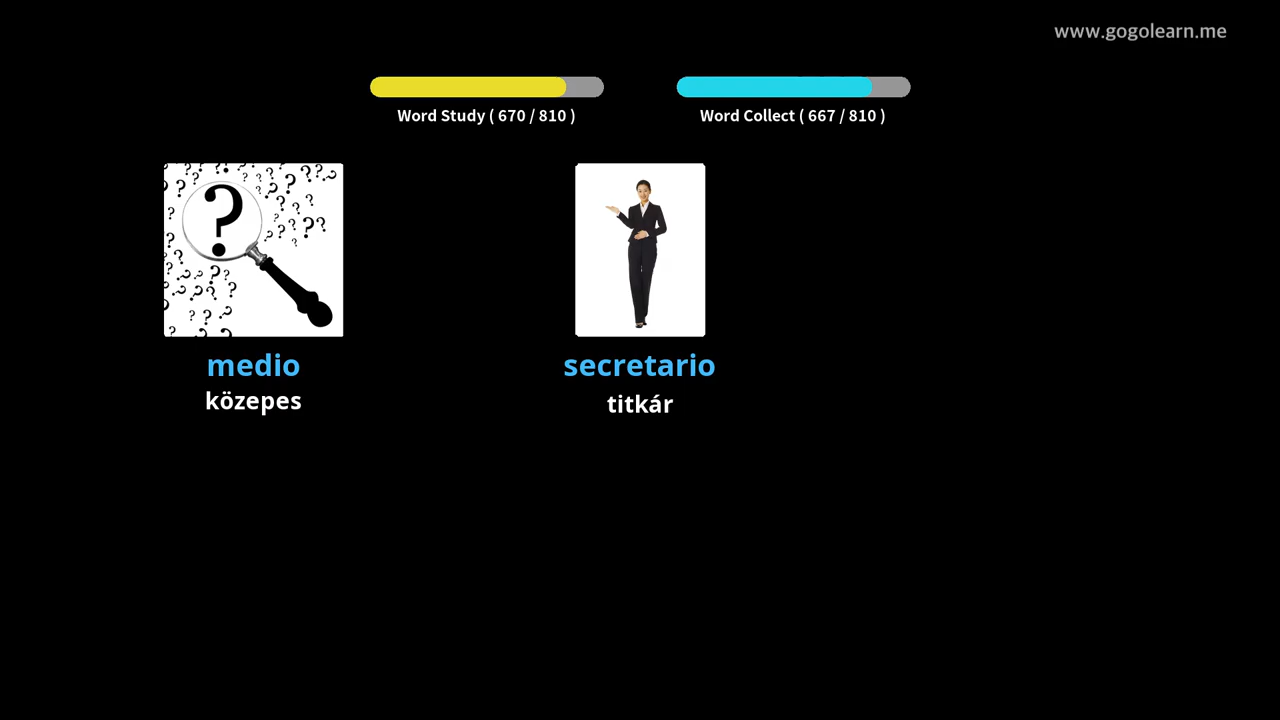 www.gogolearn.me
Word Study ( 670 / 810 )
Word Collect ( 667 / 810 )
medio
közepes
secretario
titkár